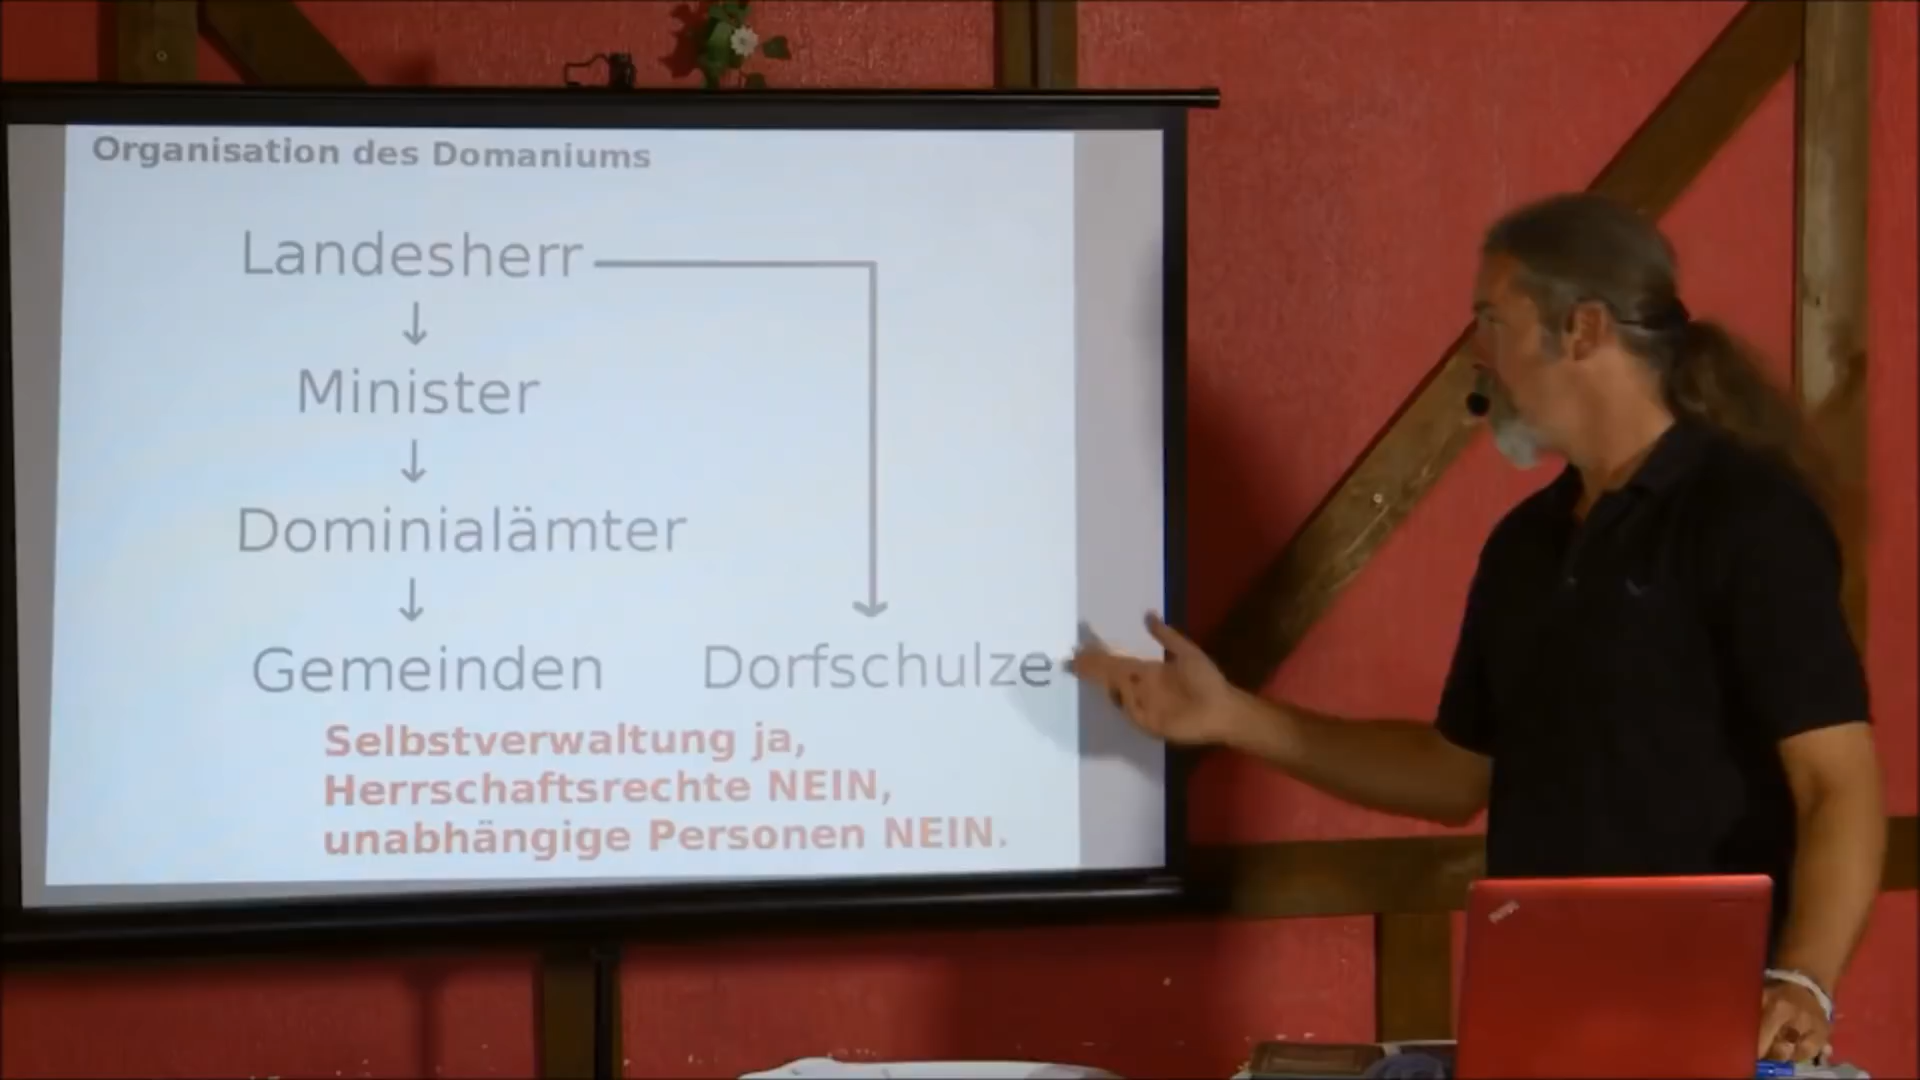 Organisation des Domaniums
Landesherr
↓
Minister
↓
Dominialämter
↓
Gemeinden Dorfschulze
Selbstverwaltung ja,
Herrschaftsrechte NEIN,
unabhängige Personen NEIN.